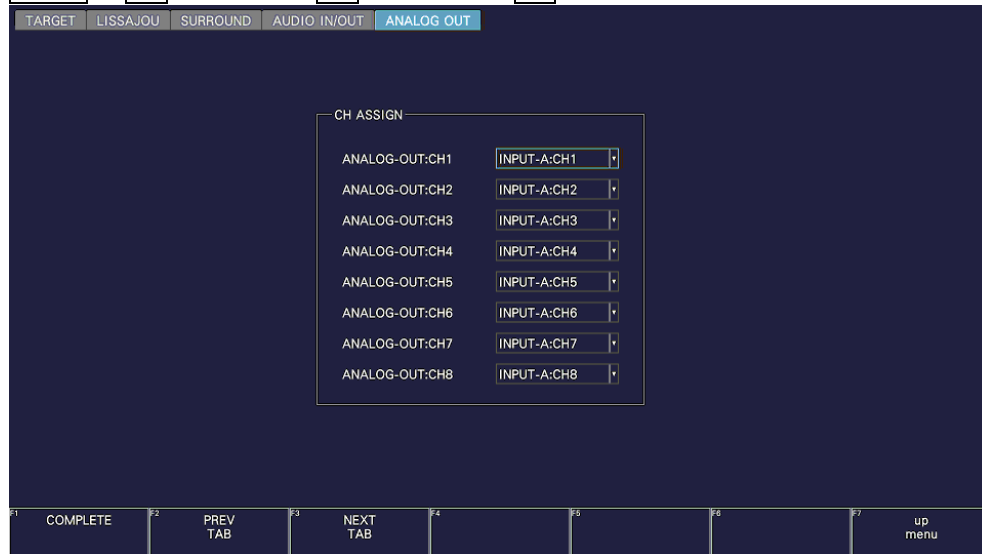 TARGET LISSAJOU SURROUND AUDIO IN/OUT ANALOG OUT
CH ASSIGN
ANALOG-OUT:CH1 INPUT-A:CH1
ANALOG-OUT:CH2 INPUT-A:CH2
ANALOG-OUT:CH3 INPUT-A:CH3
ANALOG-OUT:CH4 INPUT-A:CH4
ANALOG-OUT:CH5 INPUT-A:CH5
ANALOG-OUT:CH6 INPUT-A:CH6
ANALOG-OUT:CH7 INPUT-A:CH7
ANALOG-OUT:CH8 INPUT-A:CH8
F1 COMPLETE F2 PREV F3 NEXT F4 F5 F6 F7 up
TAB TAB menu